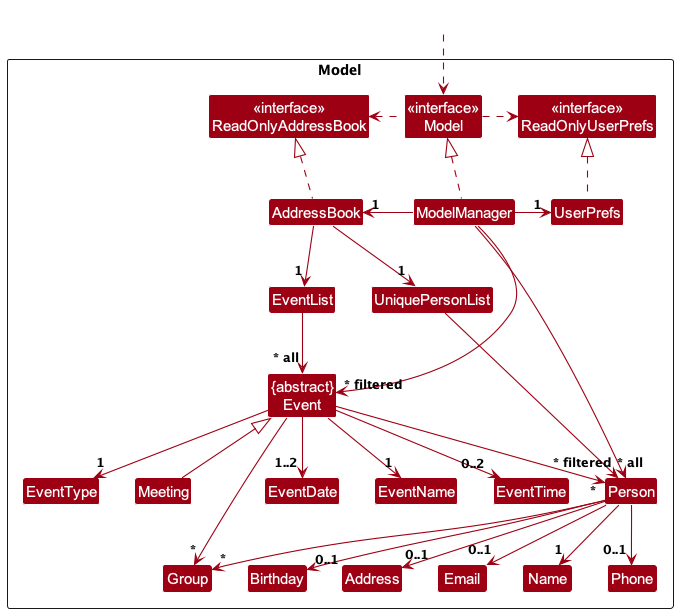 Model
«interface»
ReadOnlyAddressBook
«interface»
Model
«interface»
ReadOnlyUserPrefs
AddressBook
1
ModelManager
1
UserPrefs
1
1
EventList
UniquePersonList
* all
{abstract}
Event
* filtered
1
1..2
1
0..2
* filtered
* all
*
EventType
Meeting
EventDate
EventName
EventTime
Person
*
*
0..1
0..1
0..1
1
0..1
Group
Birthday
Address
Email
Name
Phone